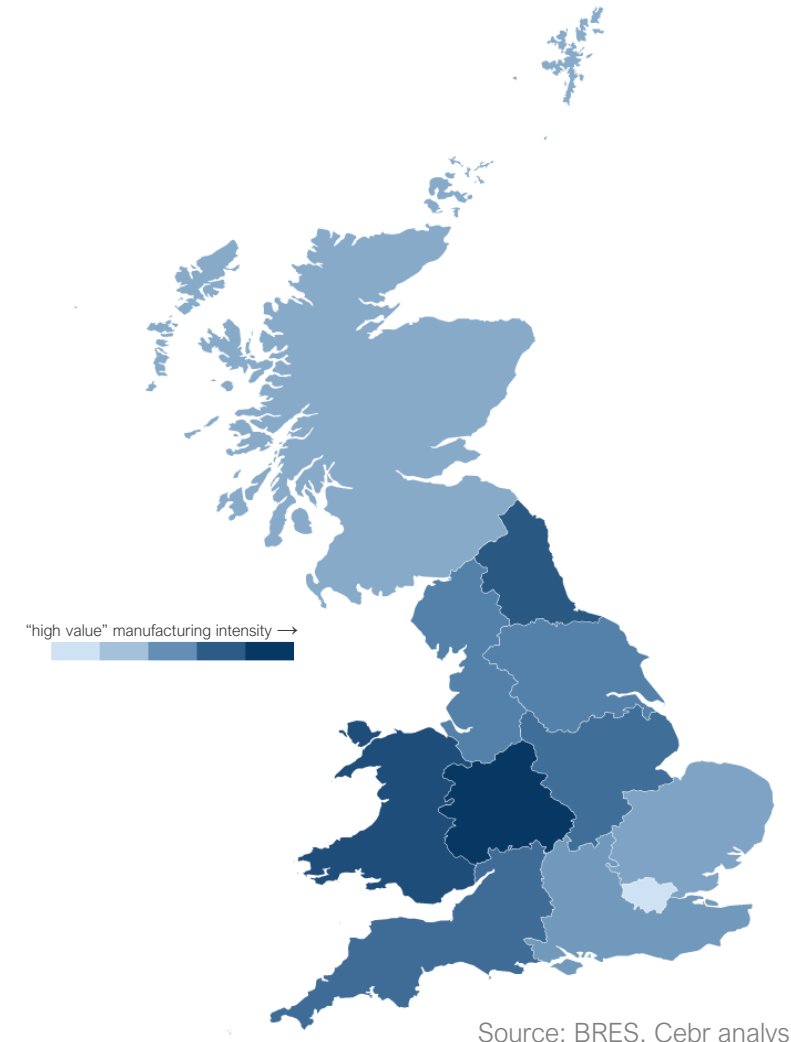 “high value” manufacturing intensity →
Source: BRES, Cebr analys